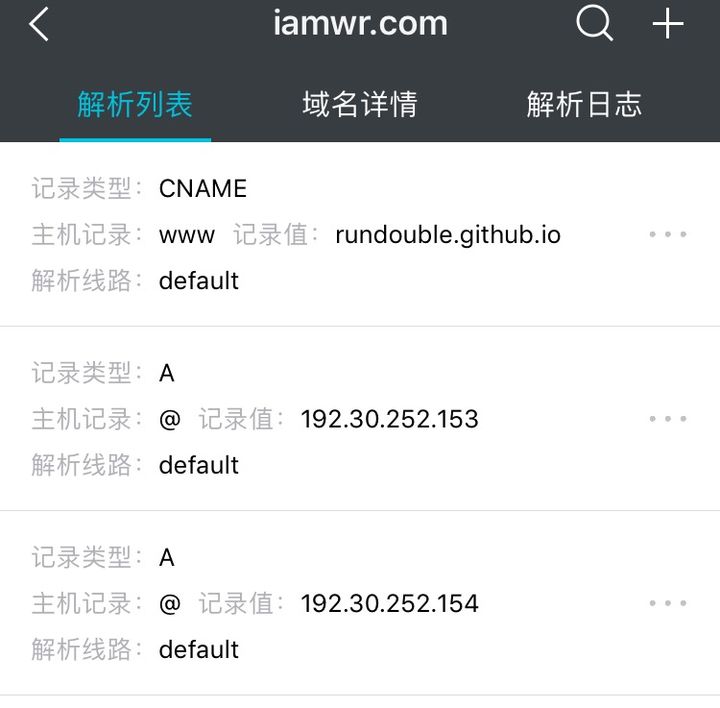 iamwr.com
解析列表 域名详情 解析日志
记录类型: CNAME
主机记录: www 记录值: rundouble.github.io
解析线路: default
记录类型: A
主机记录: @ 记录值: 192.30.252.153
解析线路: default
记录类型: A
主机记录: @ 记录值: 192.30.252.154
解析线路: default